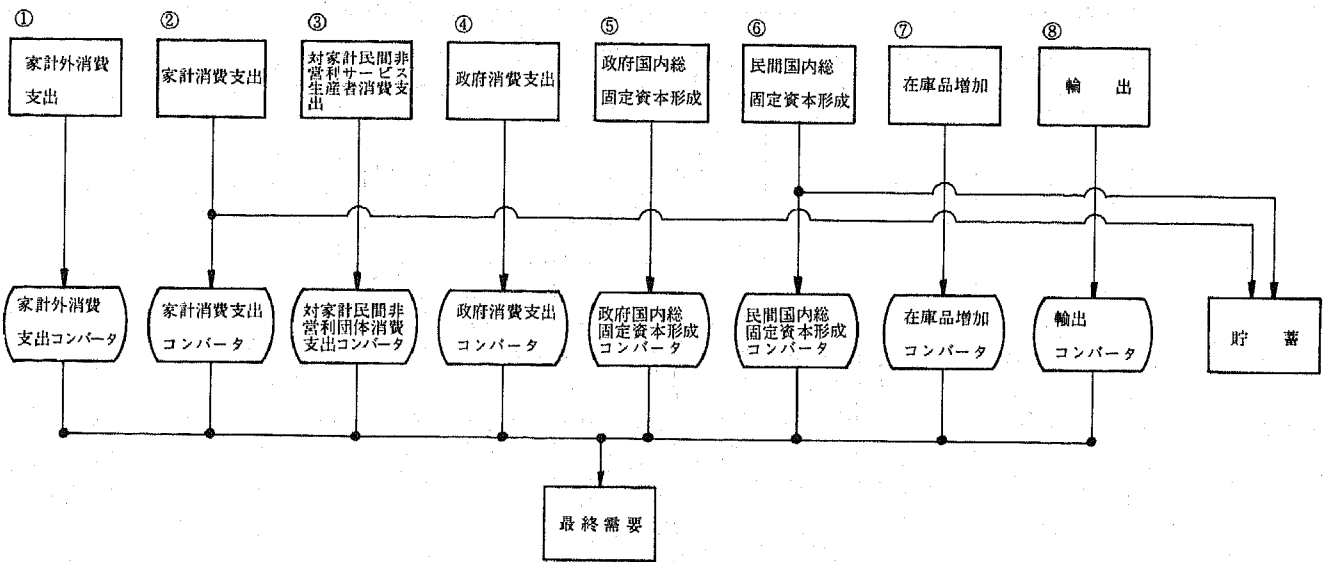 ①
②
③
④
⑤
⑥
⑦
⑧
家計外消費
支出
家計消費支出
対家計民間非
営利サービス
生産者消費支
出
政府消費支出
政府国内総
固定資本形成
民間国内総
固定資本形成
在庫品増加
輸出
家計外消費
支出コンバータ
家計消費支出
コンバータ
対家計民間非
営利団体消費
支出コンバータ
政府消費支出
コンバータ
政府国内総
固定資本形成
コンバータ
民間国内総
固定資本形成
コンバータ
在庫品増加
コンバータ
輸出
コンバータ
貯蓄
最終需要